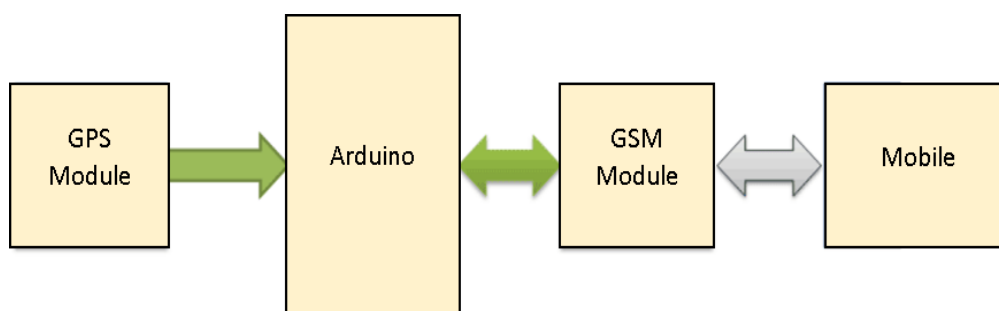 GPS
Module
Arduino
GSM
Module
Mobile